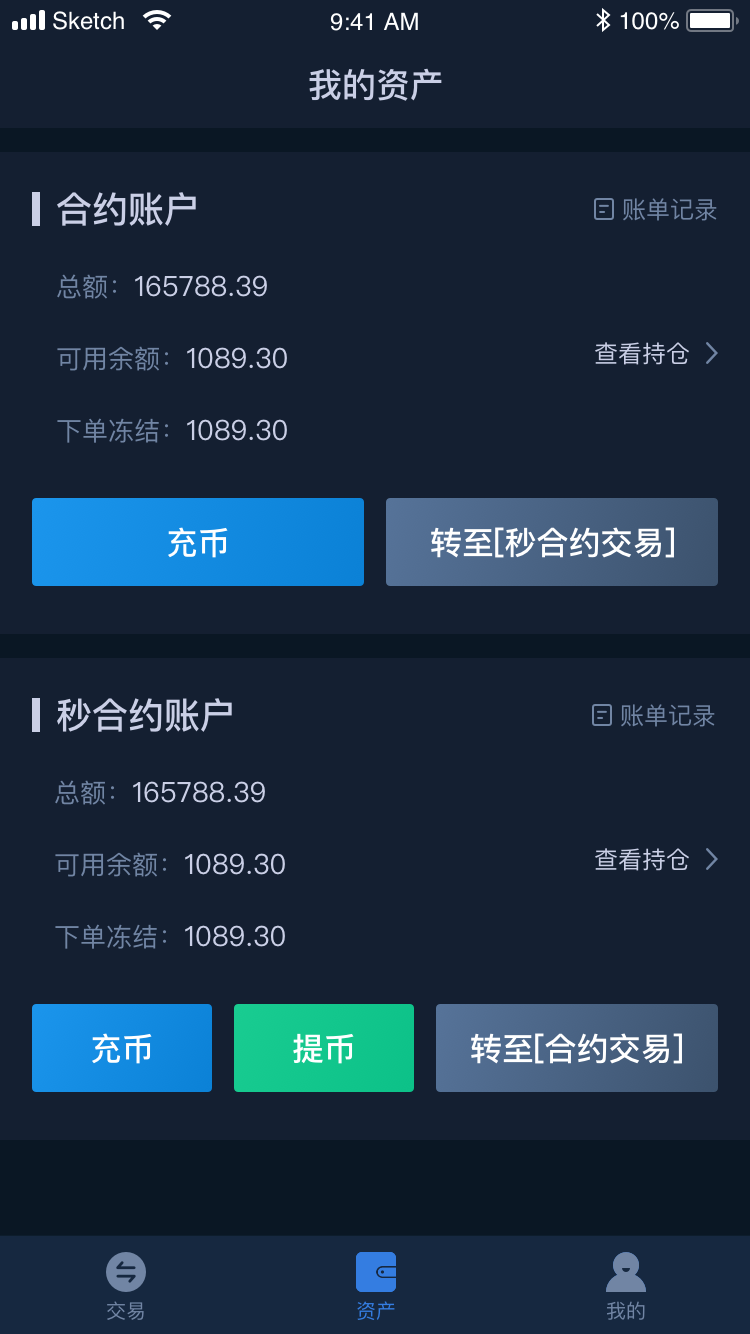 Sketch 9:41 AM 100%
我的资产
合约账户 账单记录
总额：165788.39
可用余额：1089.30 查看持仓
下单冻结：1089.30
充币 转至[秒合约交易]
秒合约账户 账单记录
总额：165788.39
可用余额：1089.30 查看持仓
下单冻结：1089.30
充币 提币 转至[合约交易]
交易 资产 我的